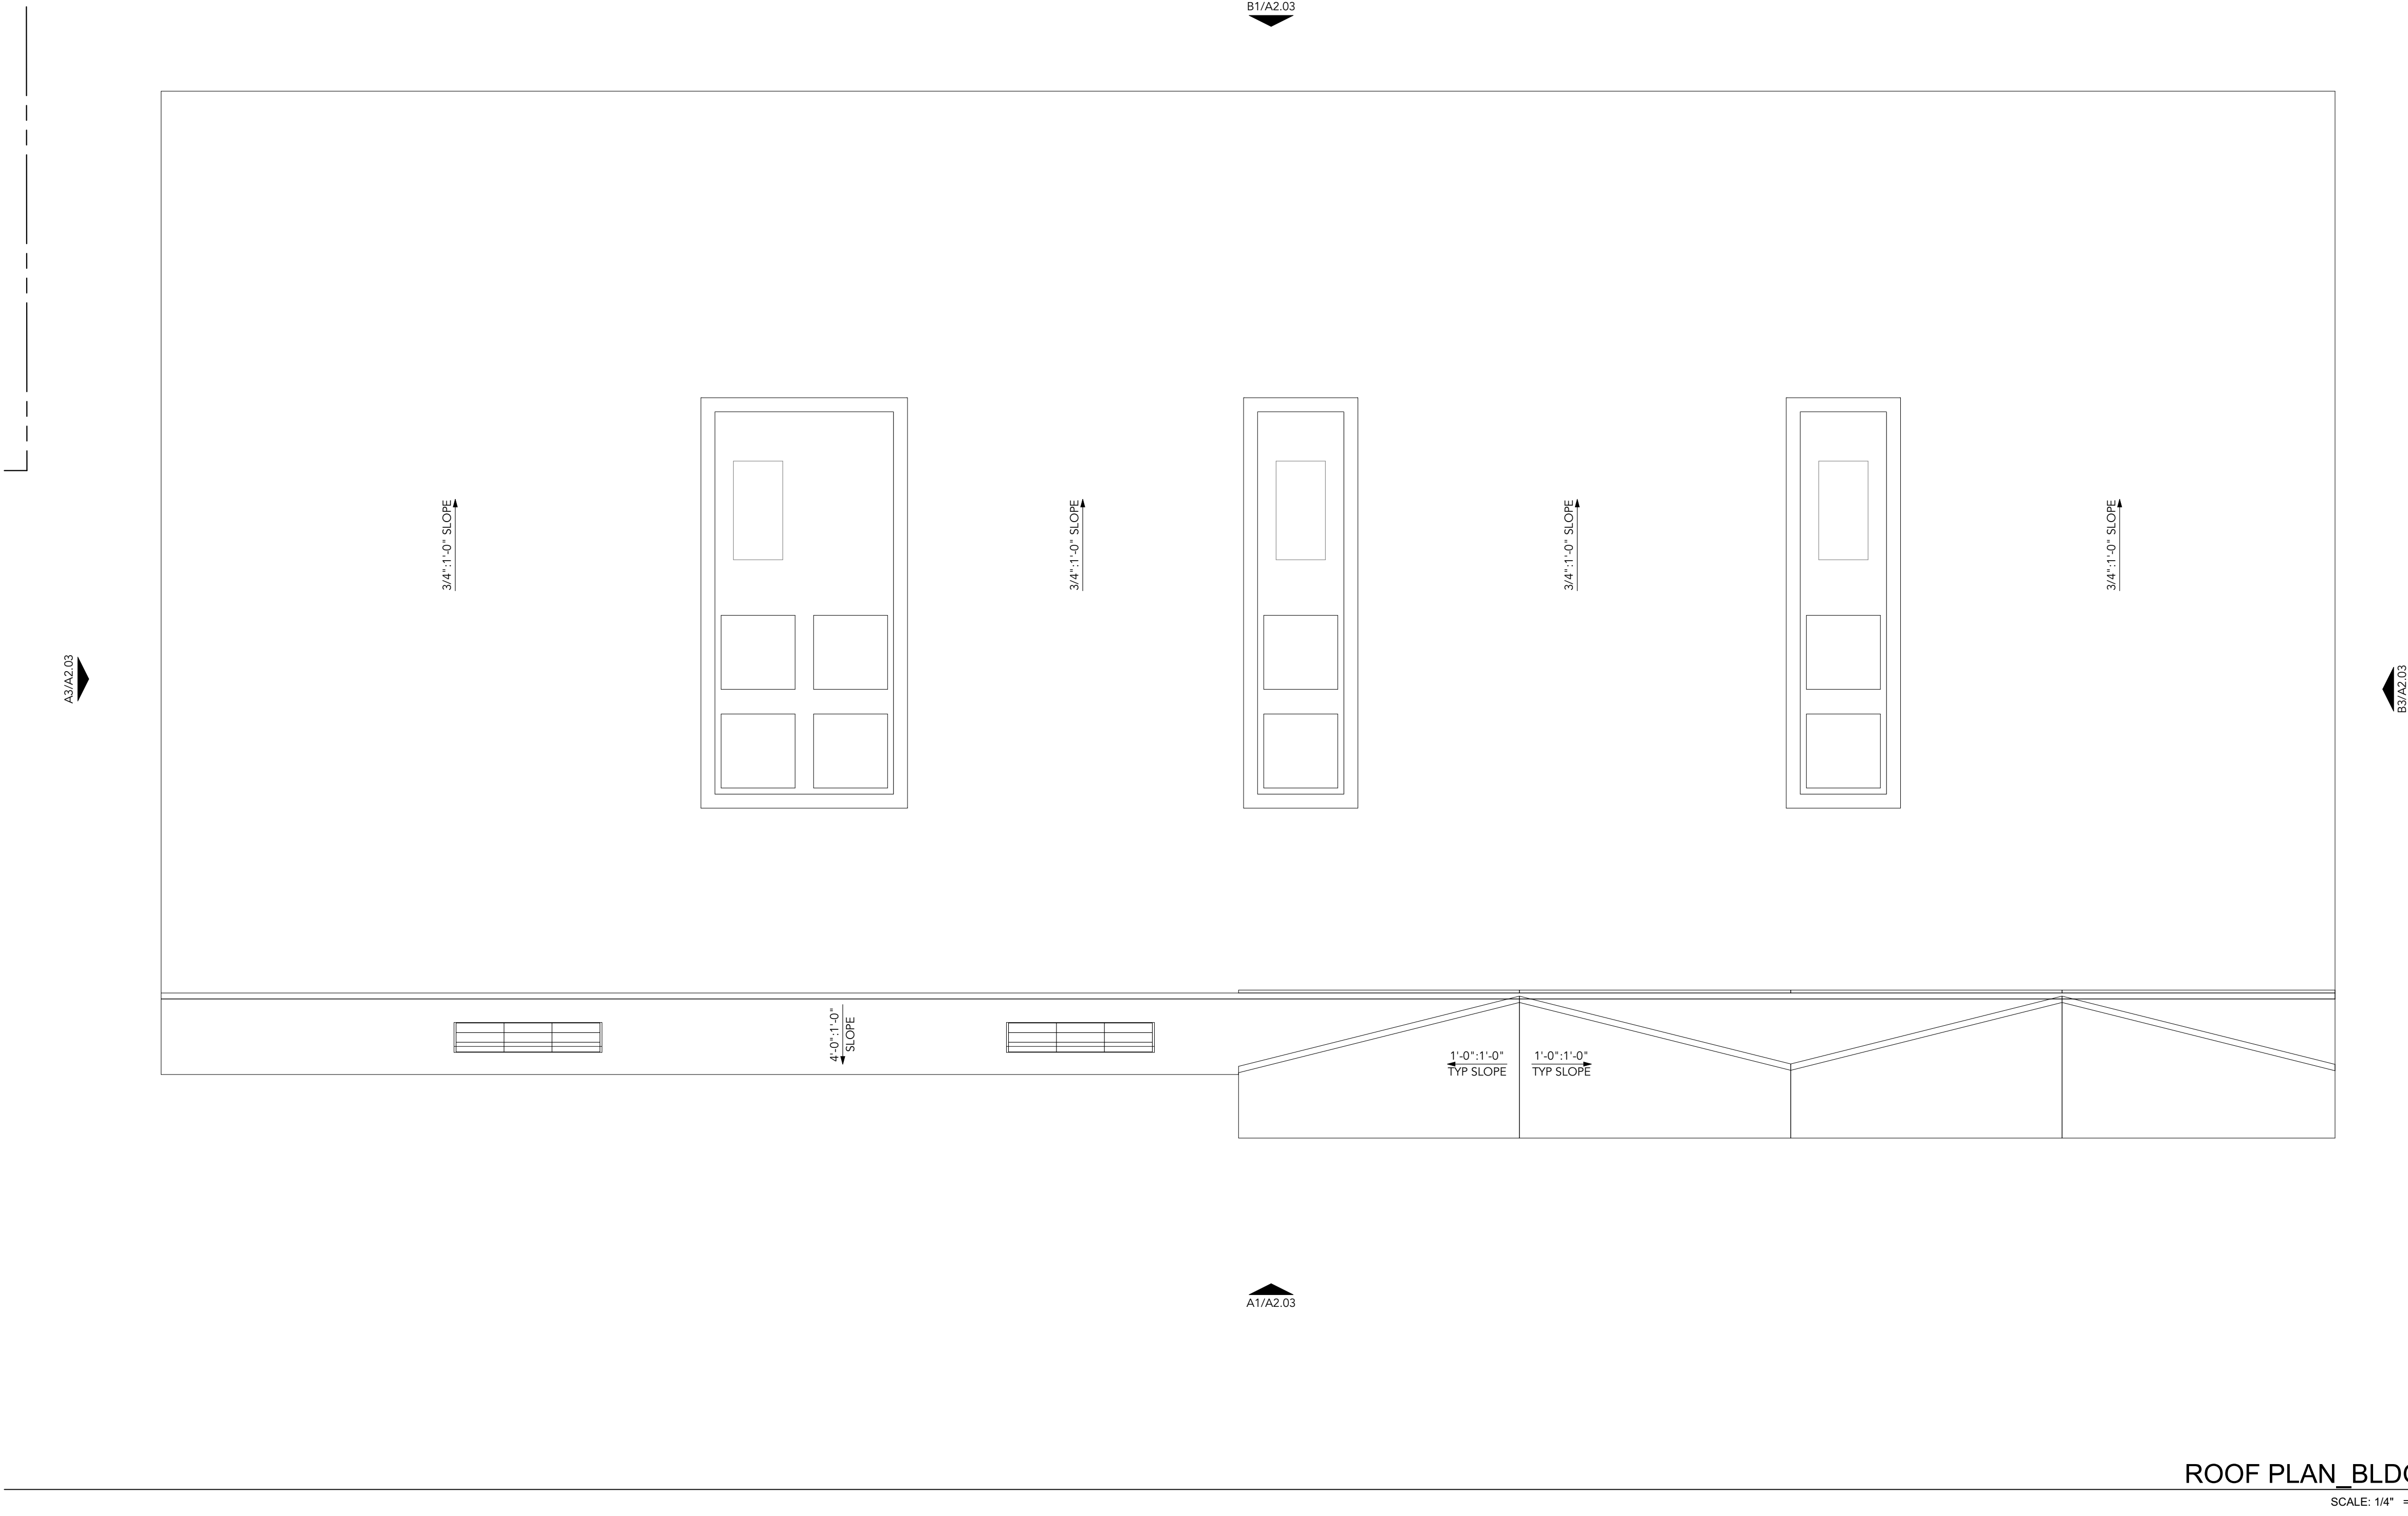 B1/A2.03
3/4":1'-0" SLOPE
3/4":1'-0" SLOPE
3/4":1'-0" SLOPE
3/4":1'-0" SLOPE
A3/A2.03
B3/A2.03
4'-0":1'-0"
SLOPE
1'-0":1'-0"
TYP SLOPE
1'-0":1'-0"
TYP SLOPE
A1/A2.03
ROOF PLAN_BLD
SCALE: 1/4" =